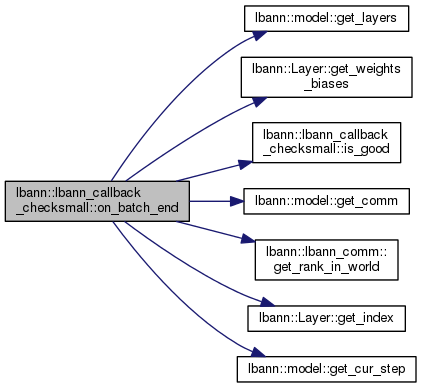 lbann::model::get_layers
lbann::Layer::get_weights
_biases
lbann::lbann_callback
_checksmall::is_good
lbann::lbann_callback
_checksmall::on_batch_end
lbann::model::get_comm
lbann::lbann_comm::
get_rank_in_world
lbann::Layer::get_index
lbann::model::get_cur_step